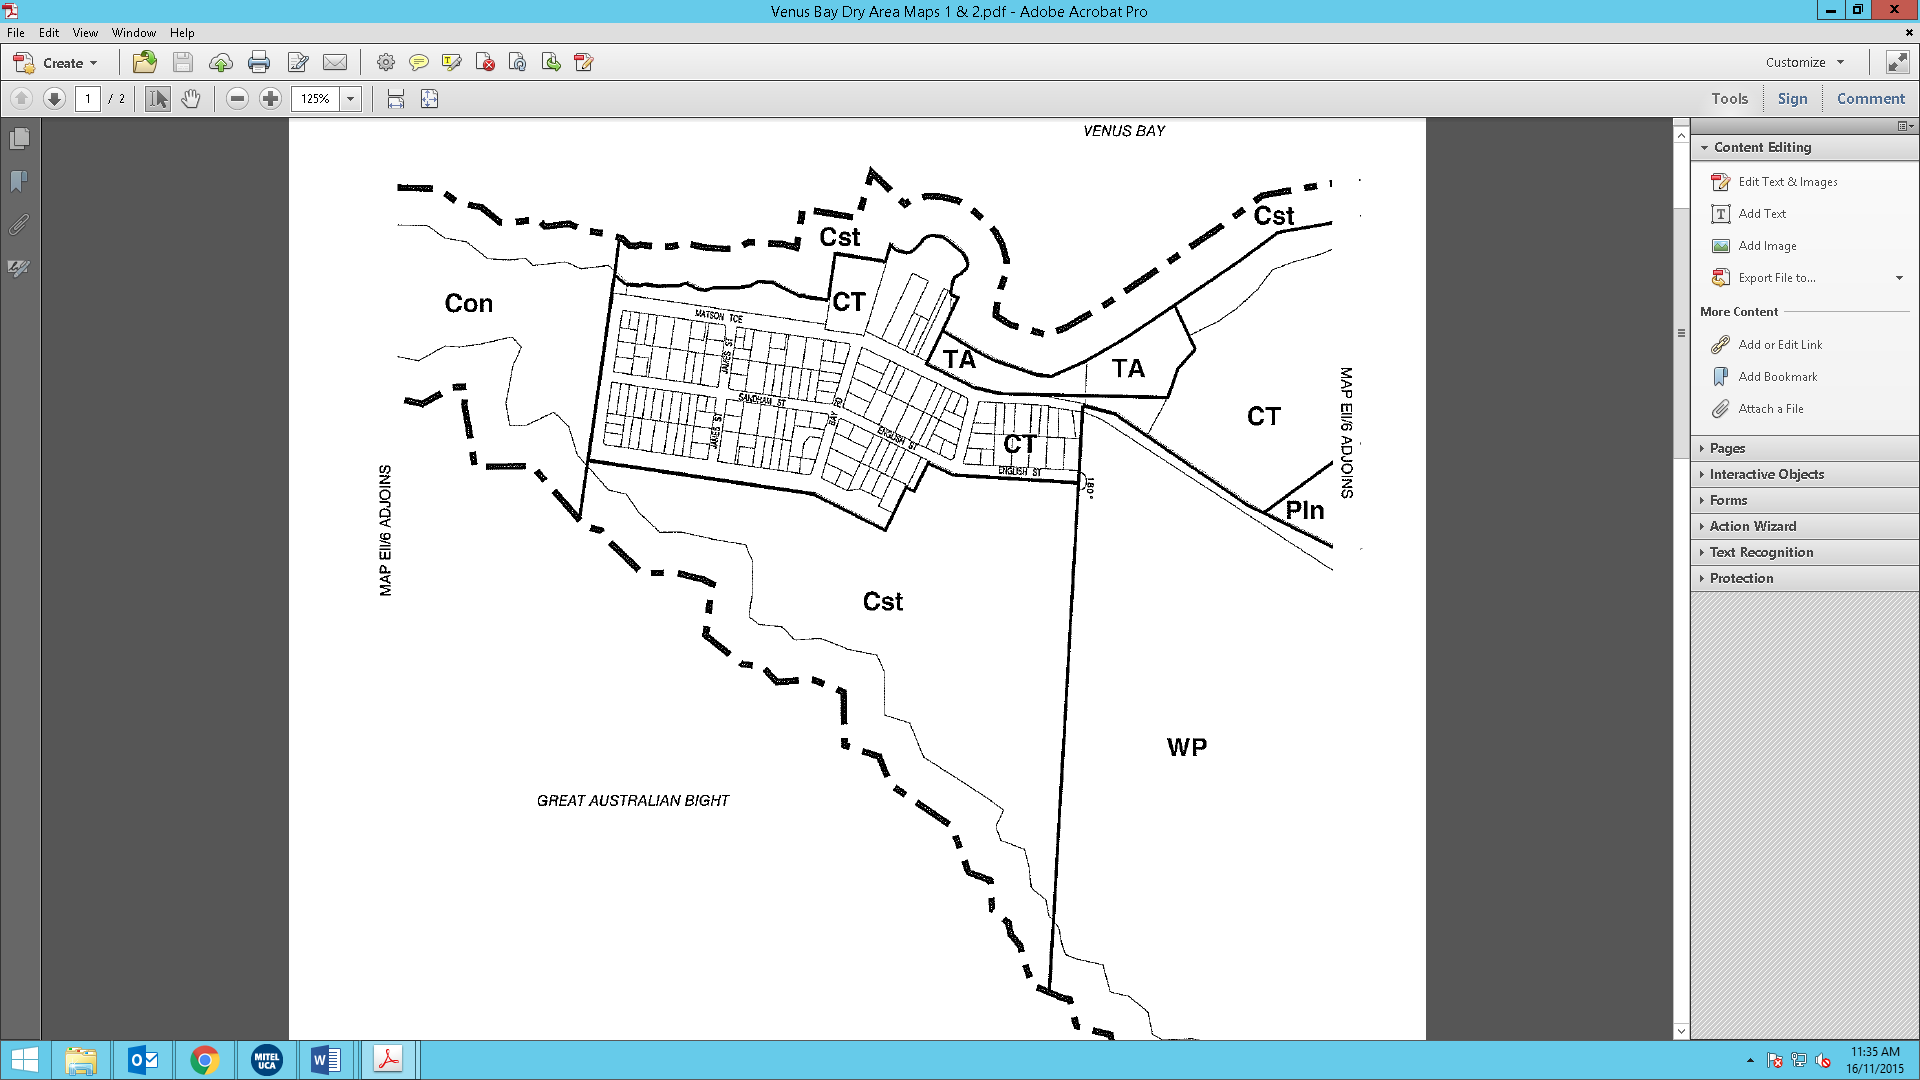 Venus Bay Dry Area Maps 1 & 2.pdf - Adobe Acrobat Pro
File Edit View Window Help
Create
Customize
1 / 2
125%
Tools Sign Comment
VENUS BAY
Cst
Cst
Con
CT
MATSON TCE
JAMES ST
TA
TA
SANDHAM ST
BAY RD
JAMES ST
ENGLISH ST
CT
CT
ENGLISH ST
180°
Pln
MAP Ell/6 ADJOINS
MAP Ell/6 ADJOINS
Cst
WP
GREAT AUSTRALIAN BIGHT
Content Editing
Edit Text & Images
Add Text
Add Image
Export File to...
More Content
Add or Edit Link
Add Bookmark
Attach a File
Pages
Interactive Objects
Forms
Action Wizard
Text Recognition
Protection
MITEL
UCA
11:35 AM
16/11/2015